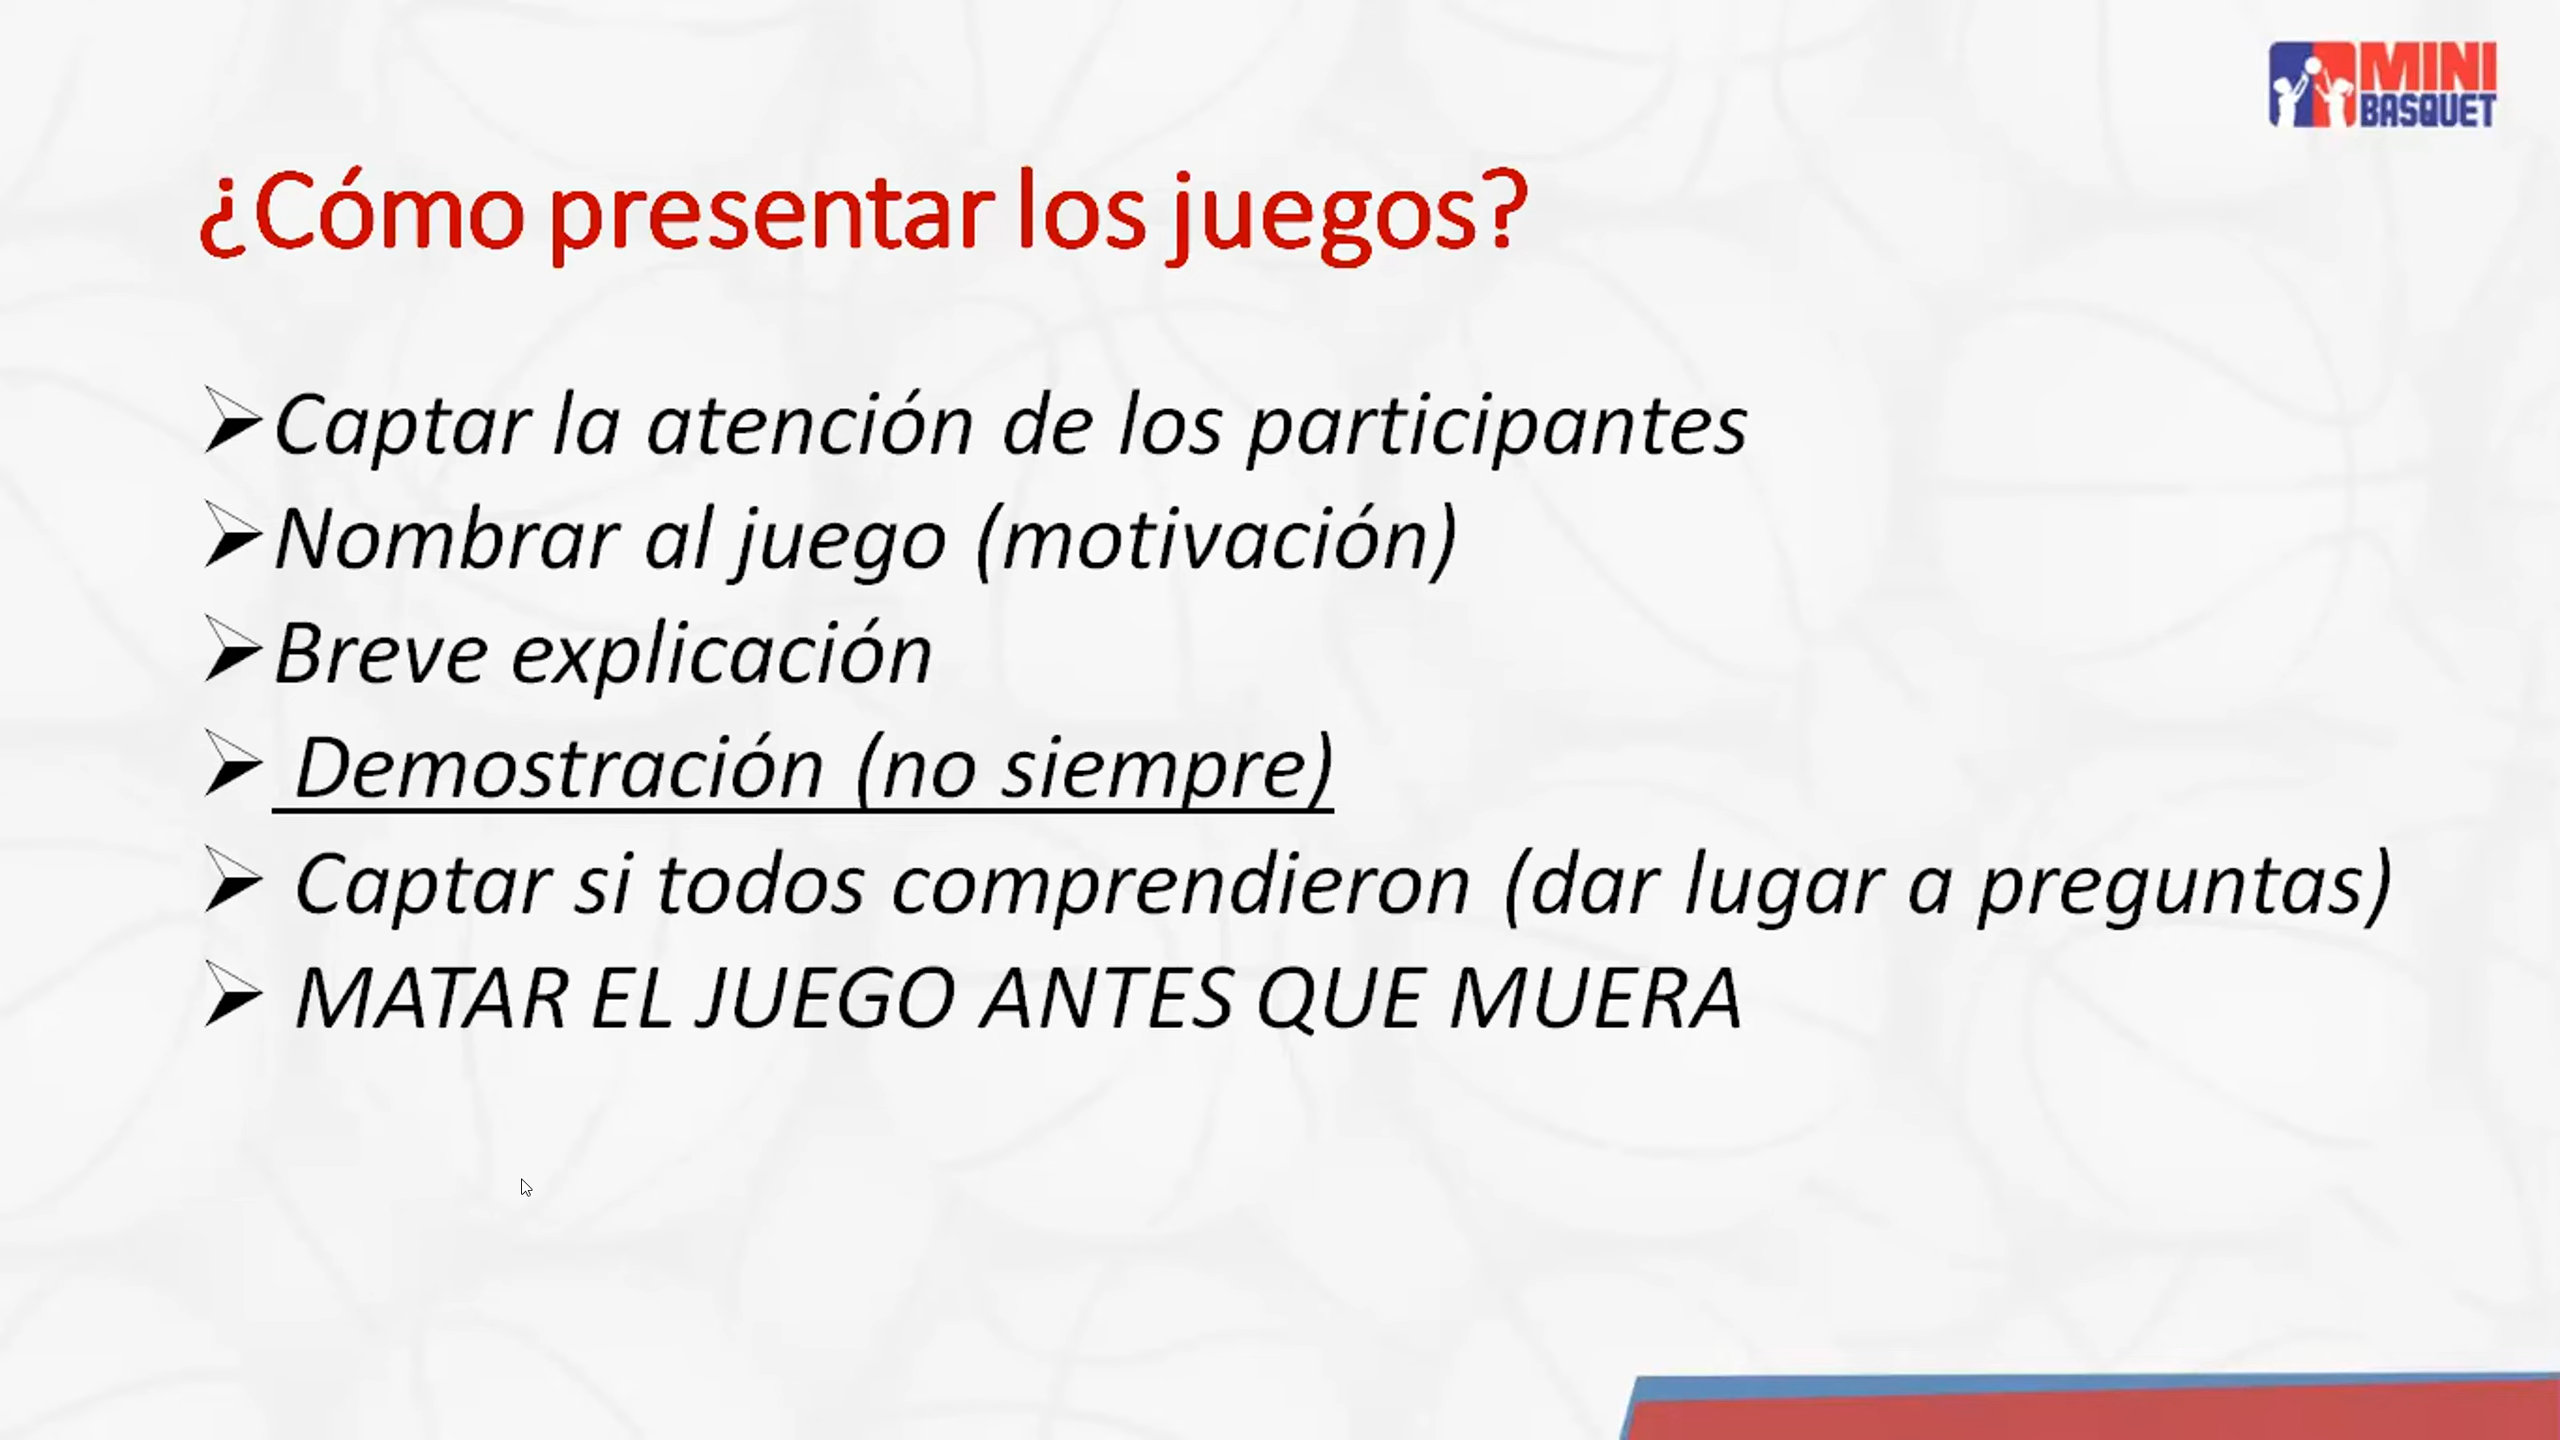 MINI
BASQUET
¿Cómo presentar los juegos?
➢Captar la atención de los participantes
➢Nombrar al juego (motivación)
➢Breve explicación
➢ Demostración (no siempre)
➢ Captar si todos comprendieron (dar lugar a preguntas)
➢ MATAR EL JUEGO ANTES QUE MUERA